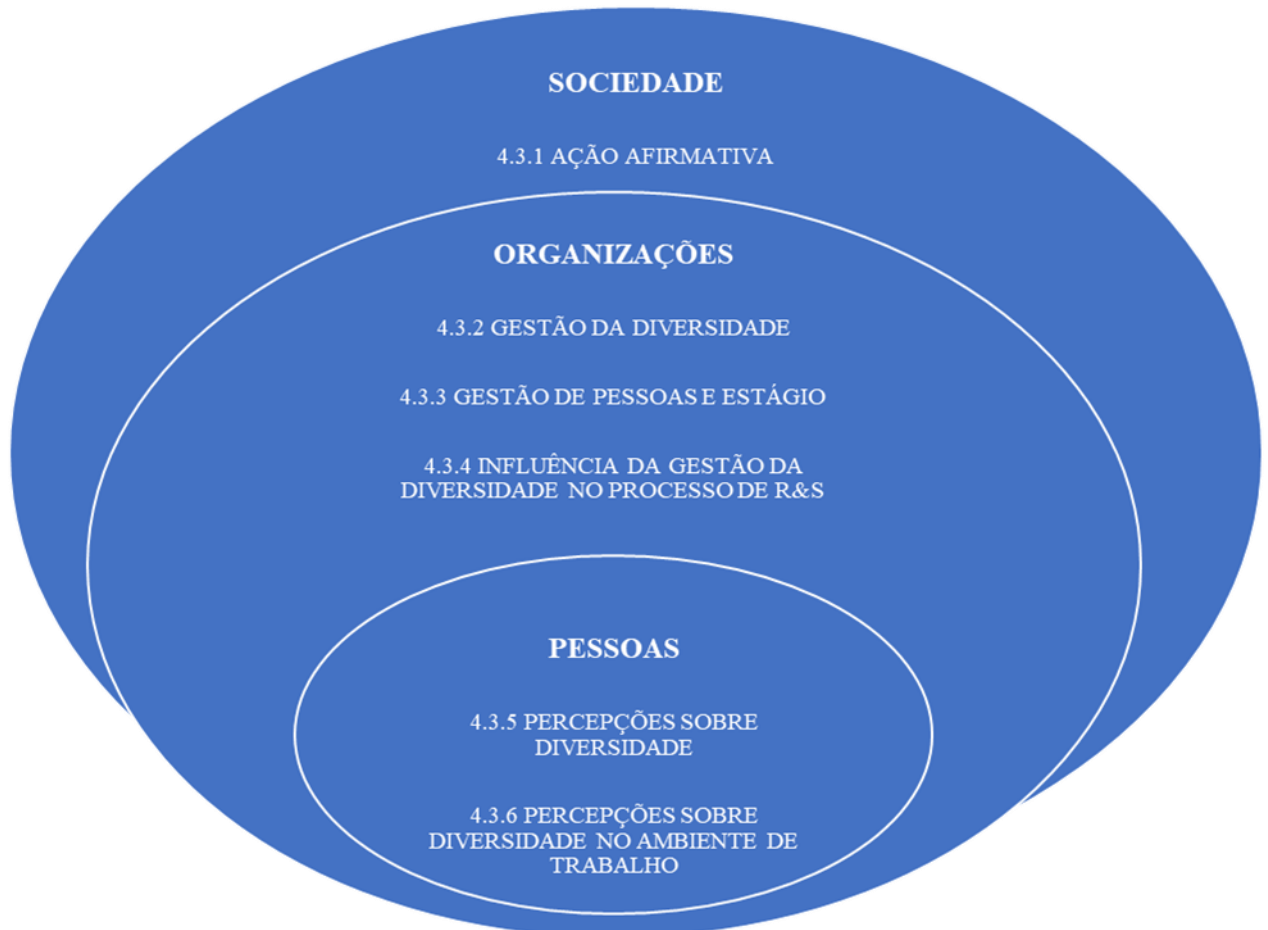 SOCIEDADE
4.3.1 AÇÃO AFIRMATIVA
ORGANIZAÇÕES
4.3.2 GESTÃO DA DIVERSIDADE
4.3.3 GESTÃO DE PESSOAS E ESTÁGIO
4.3.4 INFLUÊNCIA DA GESTÃO DA
DIVERSIDADE NO PROCESSO DE R&S
PESSOAS
4.3.5 PERCEPÇÕES SOBRE
DIVERSIDADE
4.3.6 PERCEPÇÕES SOBRE
DIVERSIDADE NO AMBIENTE DE
TRABALHO